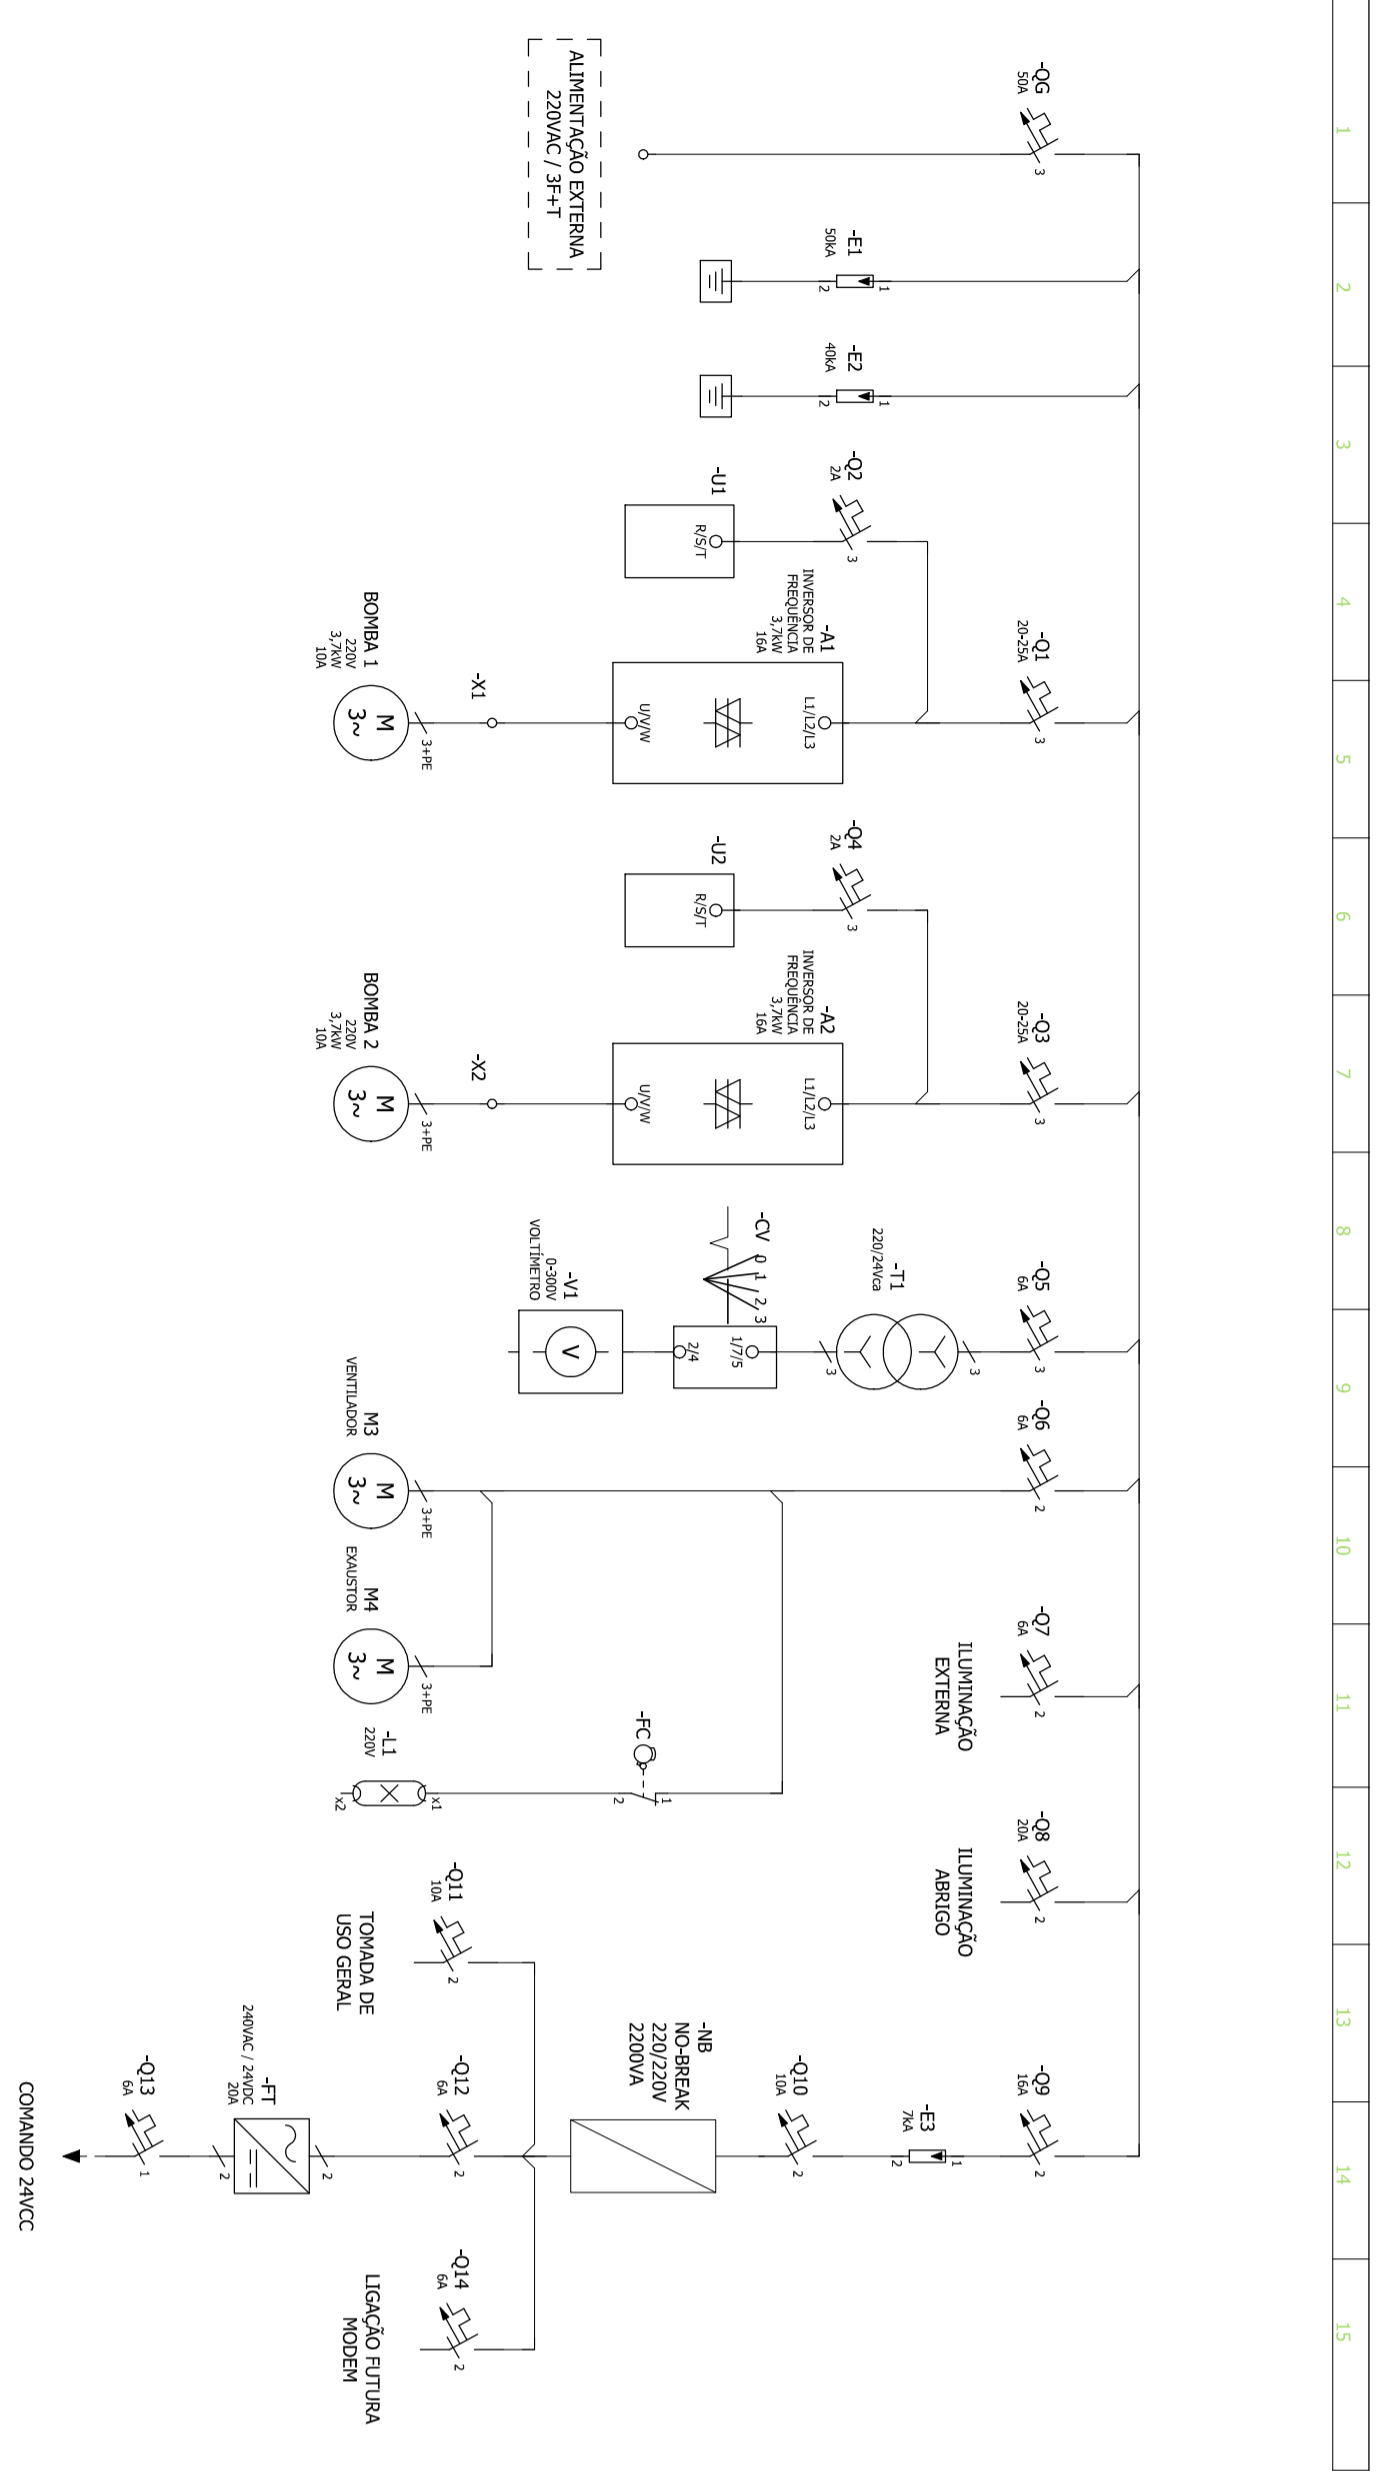 1
2
3
4
5
6
7
8
9
10
11
12
13
14
15
-QG
50A
3
ALIMENTAÇÃO EXTERNA
220VAC / 3F+T
-E1
50kA
1
2
-E2
40kA
1
2
-Q2
2A
3
-U1
R/S/T
-Q1
20-25A
3
-A1
INVERSOR DE
FREQUÊNCIA
3,7kW
16A
L1/L2/L3
U/V/W
-X1
3+PE
BOMBA 1
220V
3,7kW
10A
M
3~
-Q4
2A
3
-U2
R/S/T
-Q3
20-25A
3
-A2
INVERSOR DE
FREQUÊNCIA
3,7kW
16A
L1/L2/L3
U/V/W
-X2
3+PE
BOMBA 2
220V
3,7kW
10A
M
3~
-Q5
6A
3
3
-T1
220/24Vca
3
-CV
0 1 2 3
1/7/5
2/4
-V1
0-300V
VOLTÍMETRO
V
-Q6
6A
2
M3
VENTILADOR
M
3~
3+PE
M4
EXAUSTOR
M
3~
3+PE
-FC
1
2
-L1
220V
x1
x2
-Q7
6A
2
ILUMINAÇÃO
EXTERNA
-Q8
20A
2
ILUMINAÇÃO
ABRIGO
-Q9
16A
2
-E3
7kA
1
2
-Q10
10A
2
-NB
NO-BREAK
220/220V
2200VA
-Q11
10A
2
TOMADA DE
USO GERAL
-Q12
6A
2
2
-FT
240VAC / 24VDC
20A
2
-Q13
6A
1
COMANDO 24VCC
-Q14
6A
2
LIGAÇÃO FUTURA
MODEM